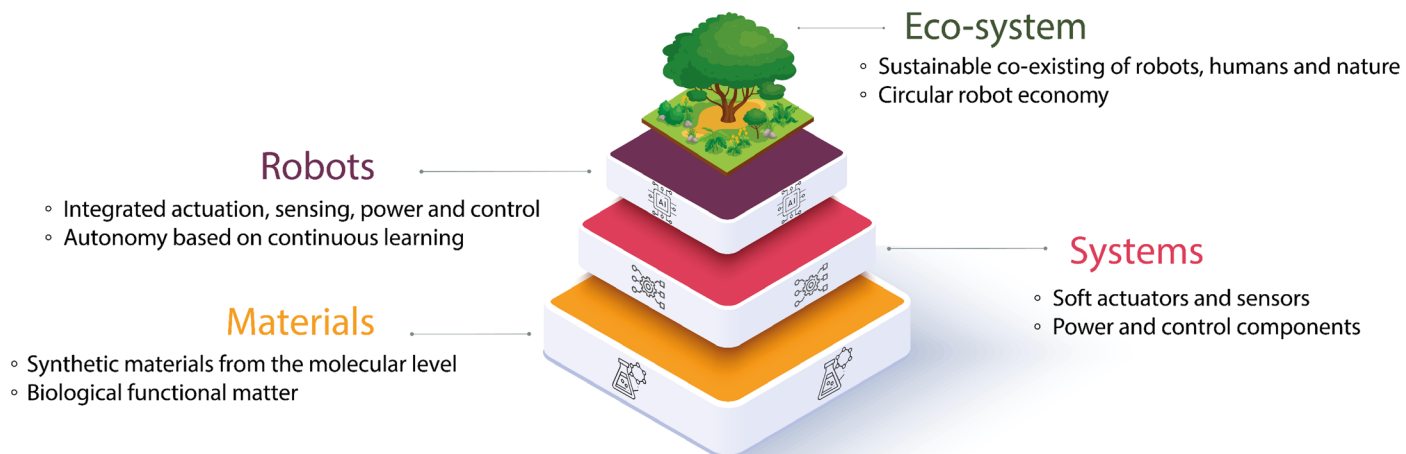 Eco-system
◦ Sustainable co-existing of robots, humans and nature
◦ Circular robot economy
Robots
◦ Integrated actuation, sensing, power and control
◦ Autonomy based on continuous learning
AI
AI
Systems
◦ Soft actuators and sensors
◦ Power and control components
Materials
◦ Synthetic materials from the molecular level
◦ Biological functional matter